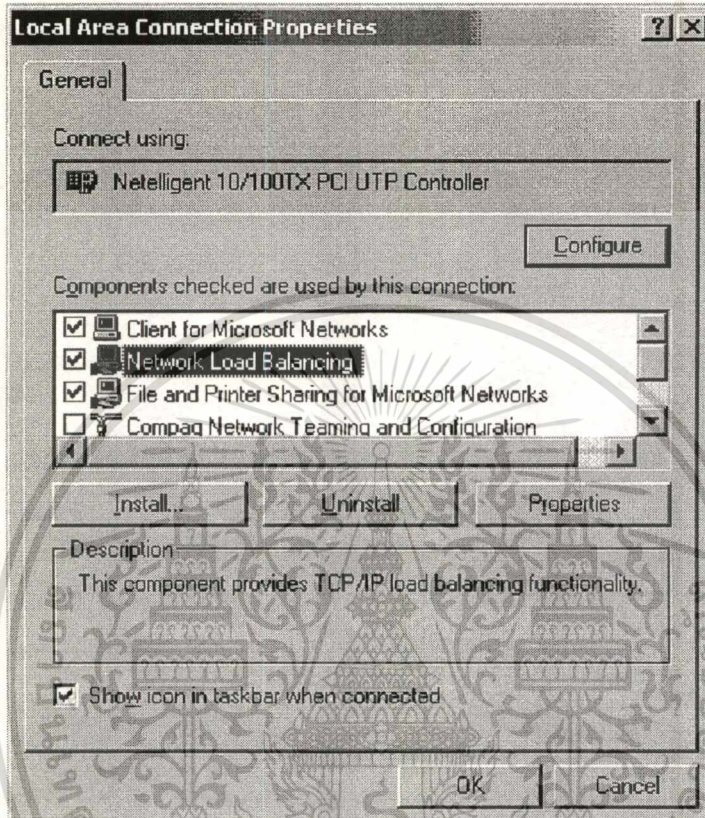 Local Area Connection Properties
? ×
General
Connect using:
Netelligent 10/100TX PCI UTP Controller
Configure
Components checked are used by this connection:
Client for Microsoft Networks
Network Load Balancing
File and Printer Sharing for Microsoft Networks
Compaq Network Teaming and Configuration
Install... Uninstall Properties
Description
This component provides TCP/IP load balancing functionality.
Show icon in taskbar when connected
OK Cancel